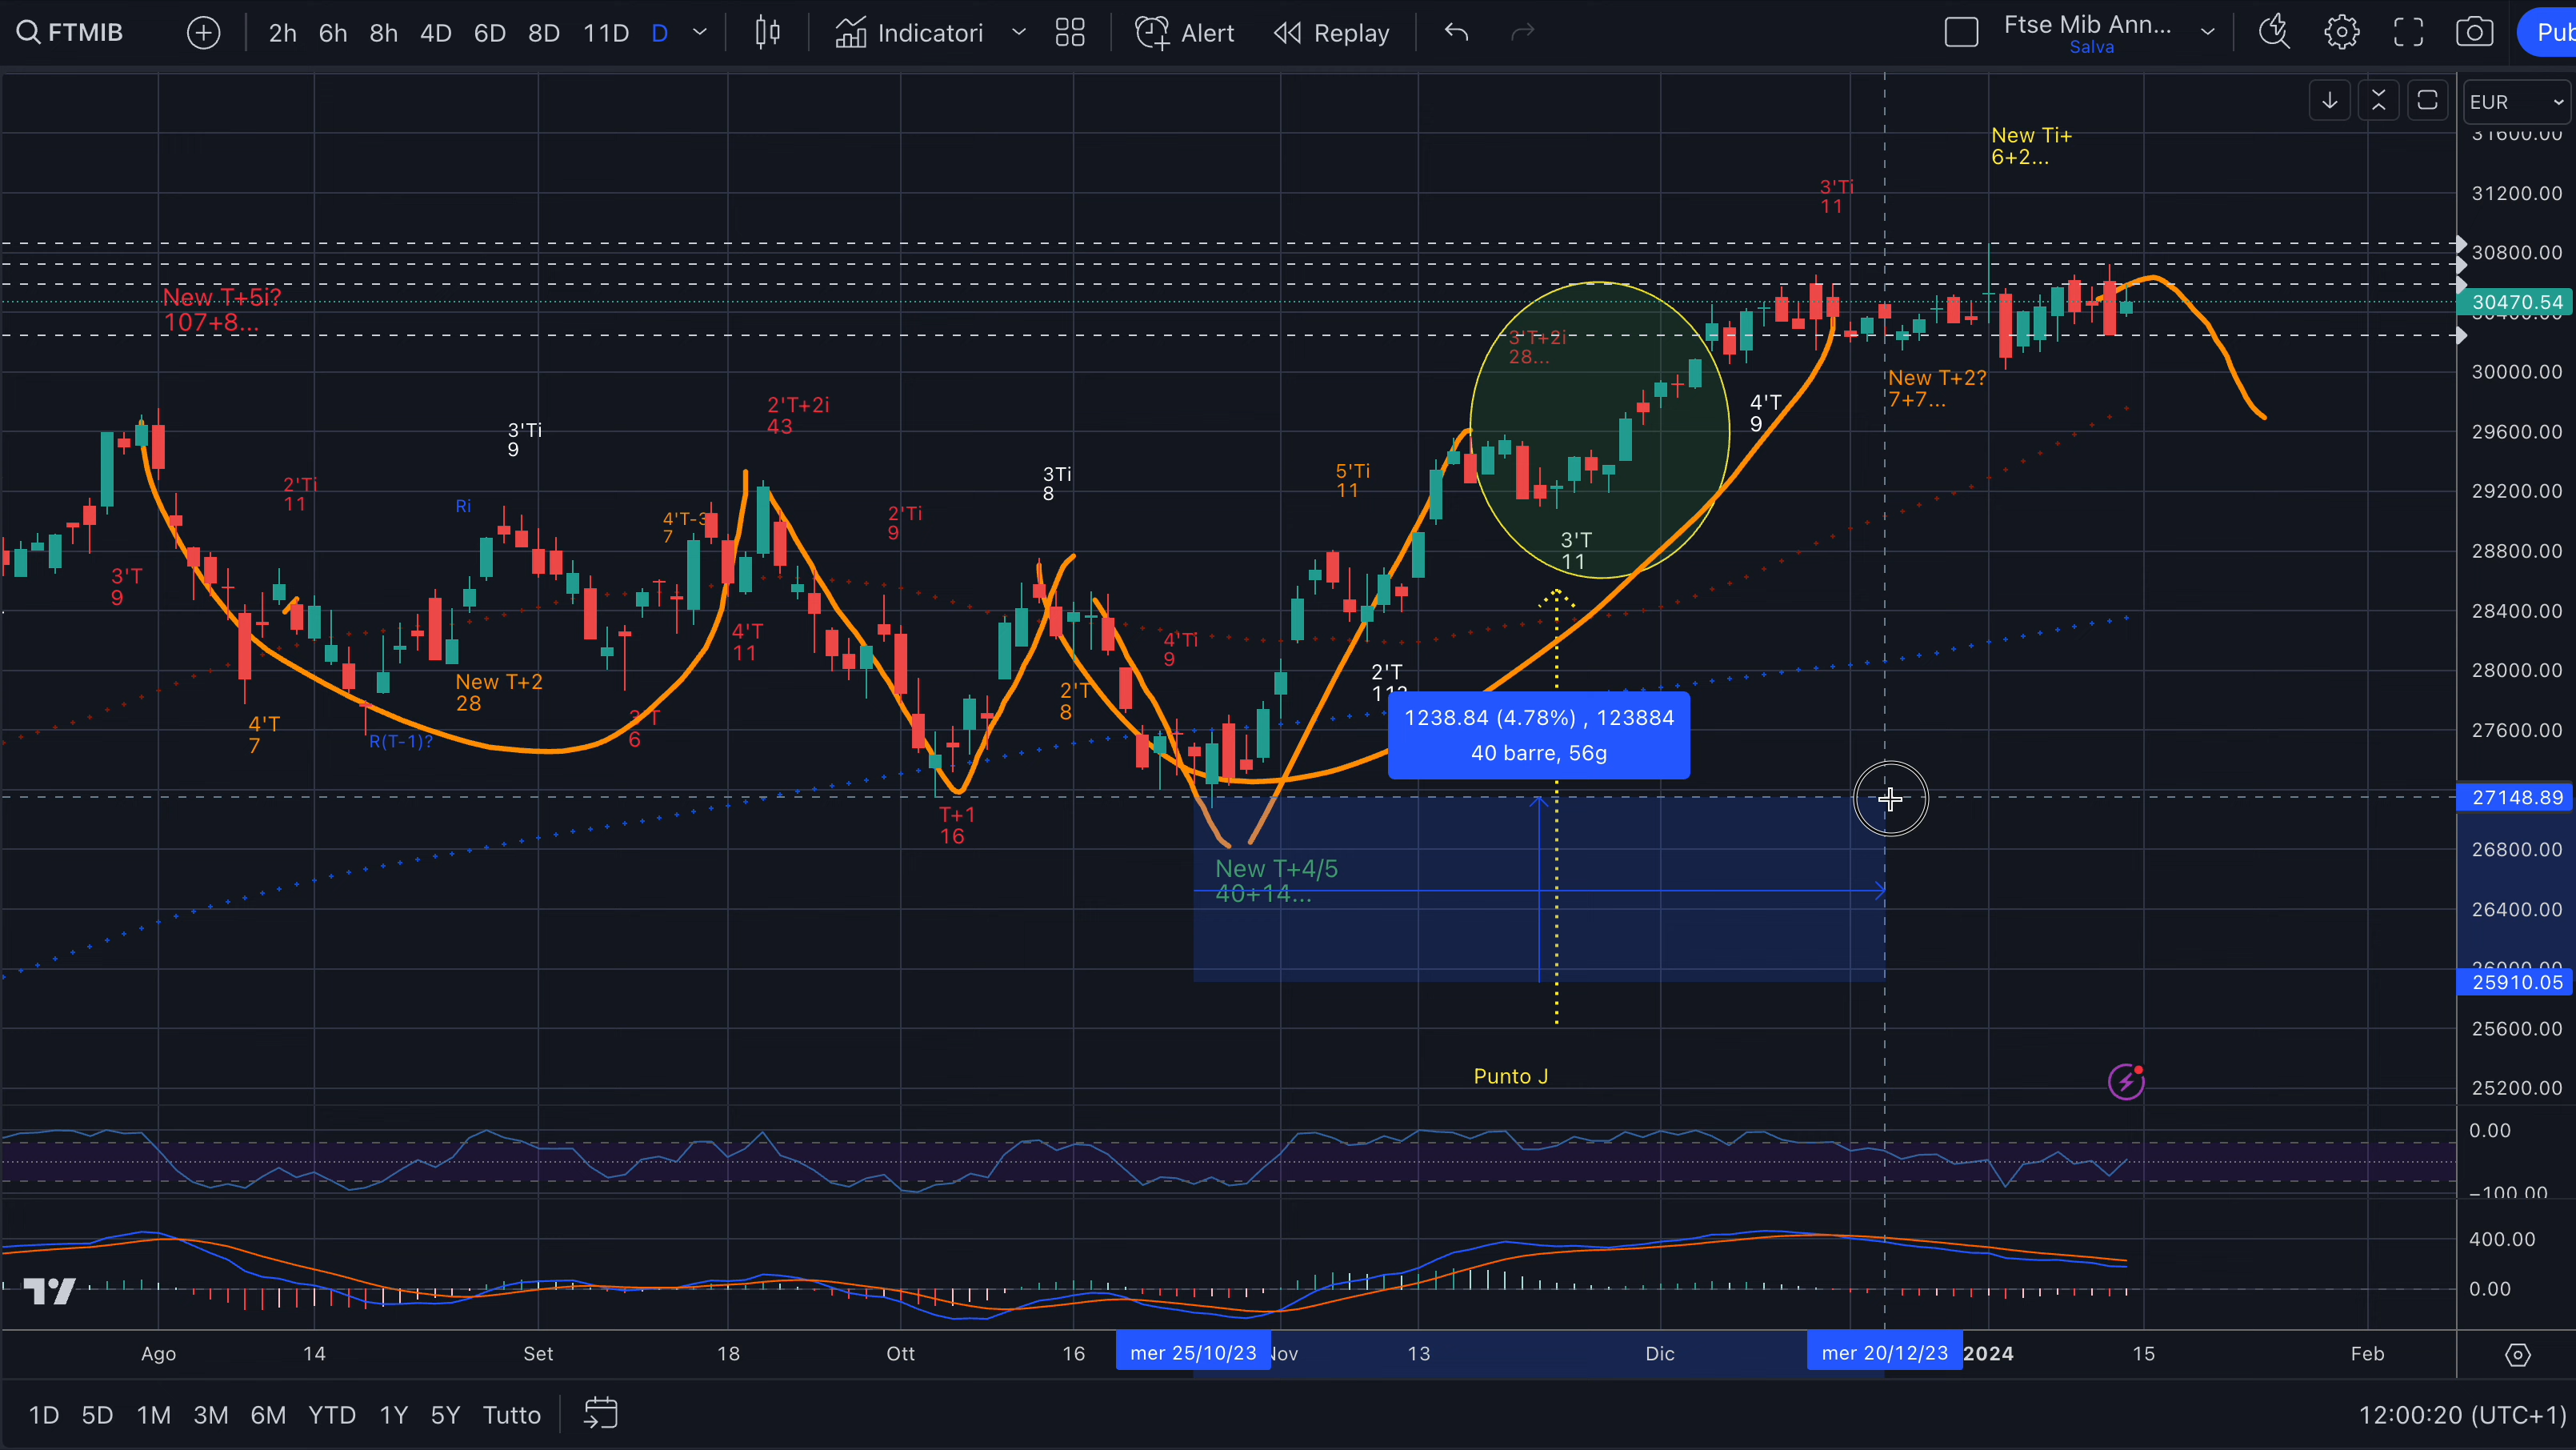 FTMIB
2h 6h 8h 4D 6D 8D 11D D
Indicatori
Alert
Replay
Ftse Mib Ann...
Salva
Pub
EUR
31600.00
31200.00
30800.00
30470.54
30400.00
30000.00
29600.00
29200.00
28800.00
28400.00
28000.00
27600.00
27148.89
26800.00
26400.00
26000.00
25910.05
25600.00
25200.00
0.00
−100.00
400.00
0.00
New Ti+
6+2...
3'Ti
11
New T+5i?
107+8...
3'T+2i
28...
New T+2?
7+7...
4'T
9
2'T+2i
43
3'Ti
9
3Ti
8
5'Ti
11
2'Ti
11
Ri
4'T-3
7
2'Ti
9
3'T
11
3'T
9
4'T
11
4'Ti
9
2'T
New T+2
28
2'T
8
4'T
7
R(T-1)?
6
1238.84 (4.78%) , 123884
40 barre, 56g
T+1
16
New T+4/5
40+14...
Punto J
Ago 14 Set 18 Ott 16 mer 25/10/23 Nov 13 Dic mer 20/12/23 2024 15 Feb
1D 5D 1M 3M 6M YTD 1Y 5Y Tutto
12:00:20 (UTC+1)